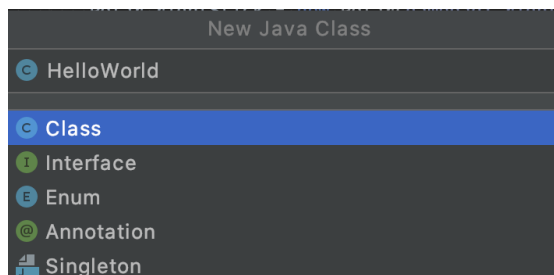 New Java Class
C HelloWorld
C Class
I Interface
E Enum
@ Annotation
Singleton